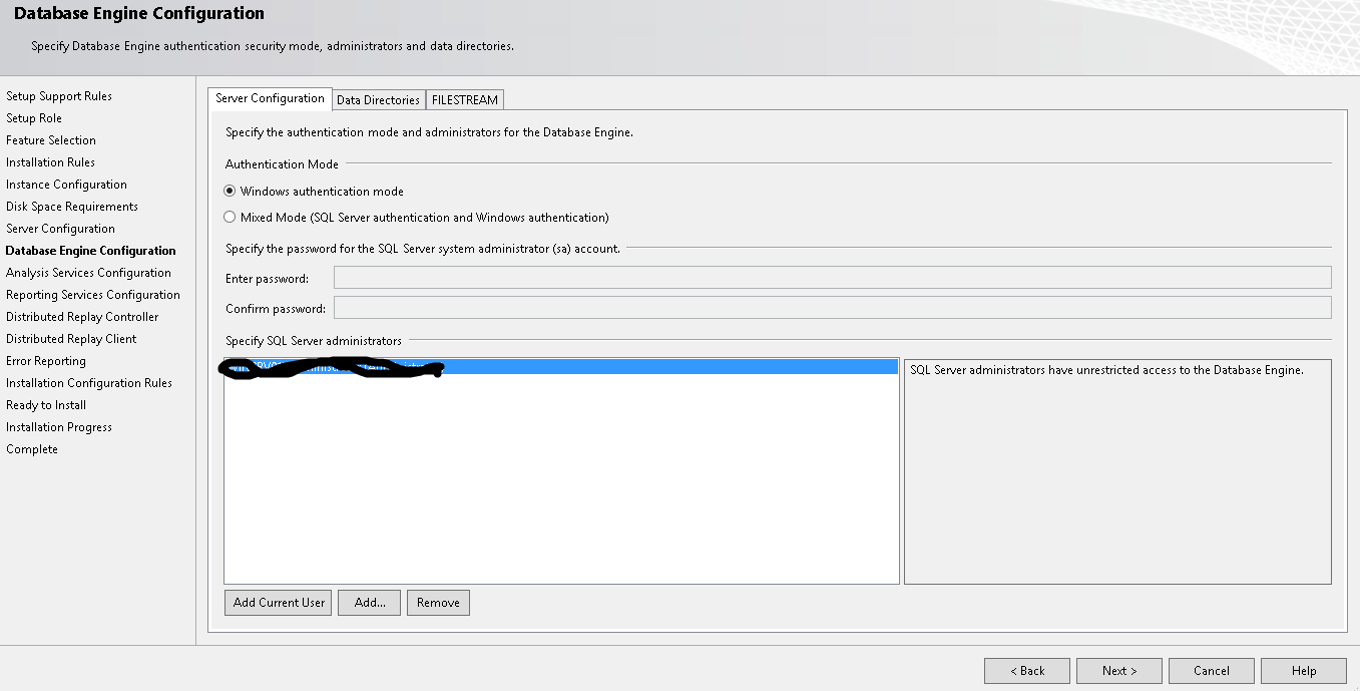 Database Engine Configuration
Specify Database Engine authentication security mode, administrators and data directories.
Setup Support Rules
Setup Role
Feature Selection
Installation Rules
Instance Configuration
Disk Space Requirements
Server Configuration
Database Engine Configuration
Analysis Services Configuration
Reporting Services Configuration
Distributed Replay Controller
Distributed Replay Client
Error Reporting
Installation Configuration Rules
Ready to Install
Installation Progress
Complete
Server Configuration Data Directories FILESTREAM
Specify the authentication mode and administrators for the Database Engine.
Authentication Mode
Windows authentication mode
Mixed Mode (SQL Server authentication and Windows authentication)
Specify the password for the SQL Server system administrator (sa) account.
Enter password:
Confirm password:
Specify SQL Server administrators
SQL Server administrators have unrestricted access to the Database Engine.
Add Current User Add... Remove
< Back Next > Cancel Help